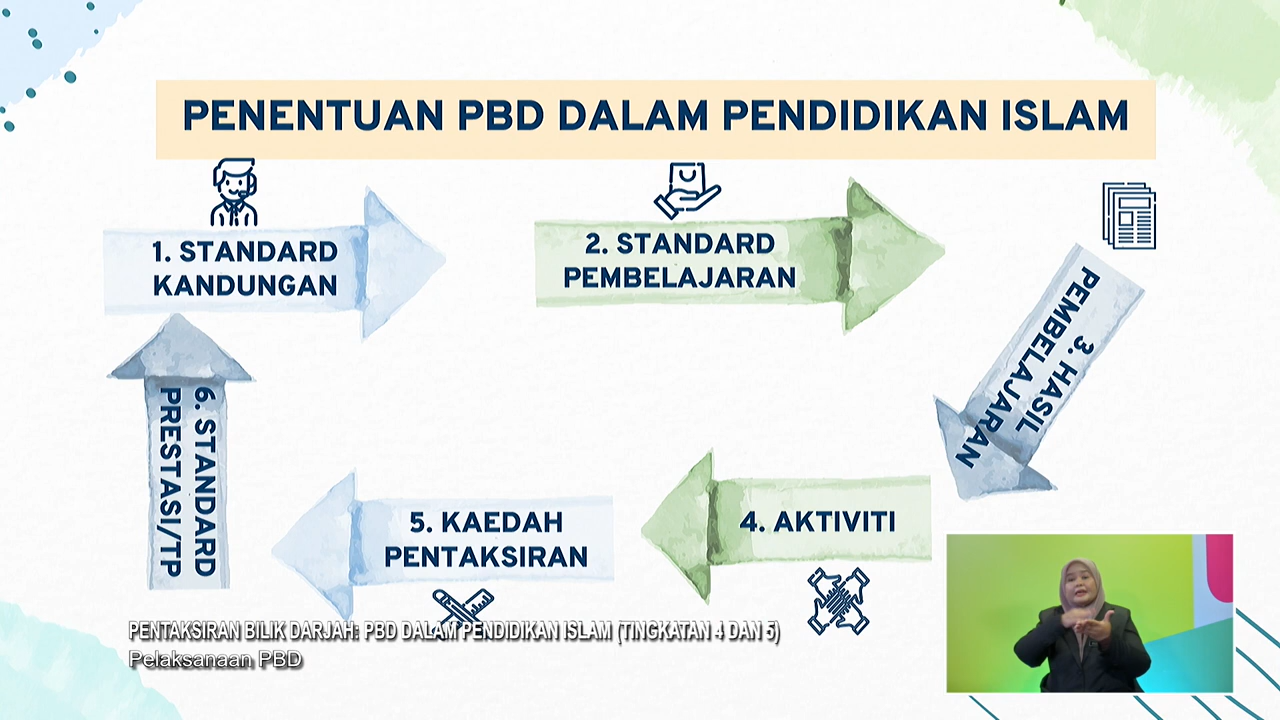 PENENTUAN PBD DALAM PENDIDIKAN ISLAM
1. STANDARD
KANDUNGAN
2. STANDARD
PEMBELAJARAN
3. HASIL
PEMBELAJARAN
4. AKTIVITI
5. KAEDAH
PENTAKSIRAN
6. STANDARD
PRESTASI/TP
PENTAKSIRAN BILIK DARJAH: PBD DALAM PENDIDIKAN ISLAM (TINGKATAN 4 DAN 5)
Pelaksanaan PBD